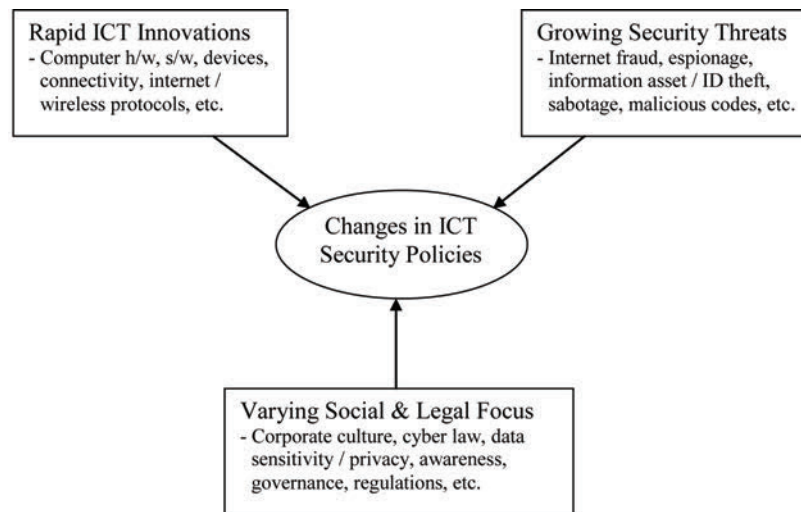 Rapid ICT Innovations
- Computer h/w, s/w, devices,
connectivity, internet /
wireless protocols, etc.
Growing Security Threats
- Internet fraud, espionage,
information asset / ID theft,
sabotage, malicious codes, etc.
Changes in ICT
Security Policies
Varying Social & Legal Focus
- Corporate culture, cyber law, data
sensitivity / privacy, awareness,
governance, regulations, etc.